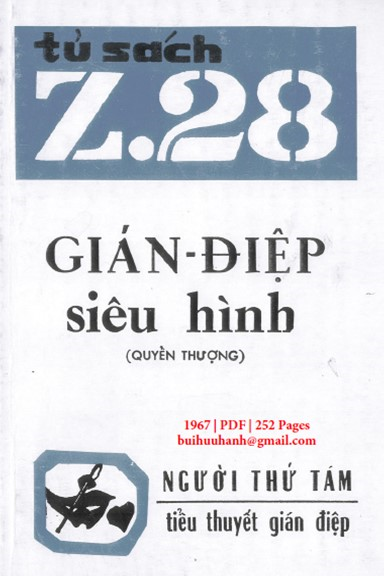 tủ sách
Z.28
GIÁN-ĐIỆP
siêu hình
(QUYỂN THƯỢNG)
1967 | PDF | 252 Pages
buihuuhanh@gmail.com
NGƯỜI THỨ TÁM
tiểu thuyết gián điệp